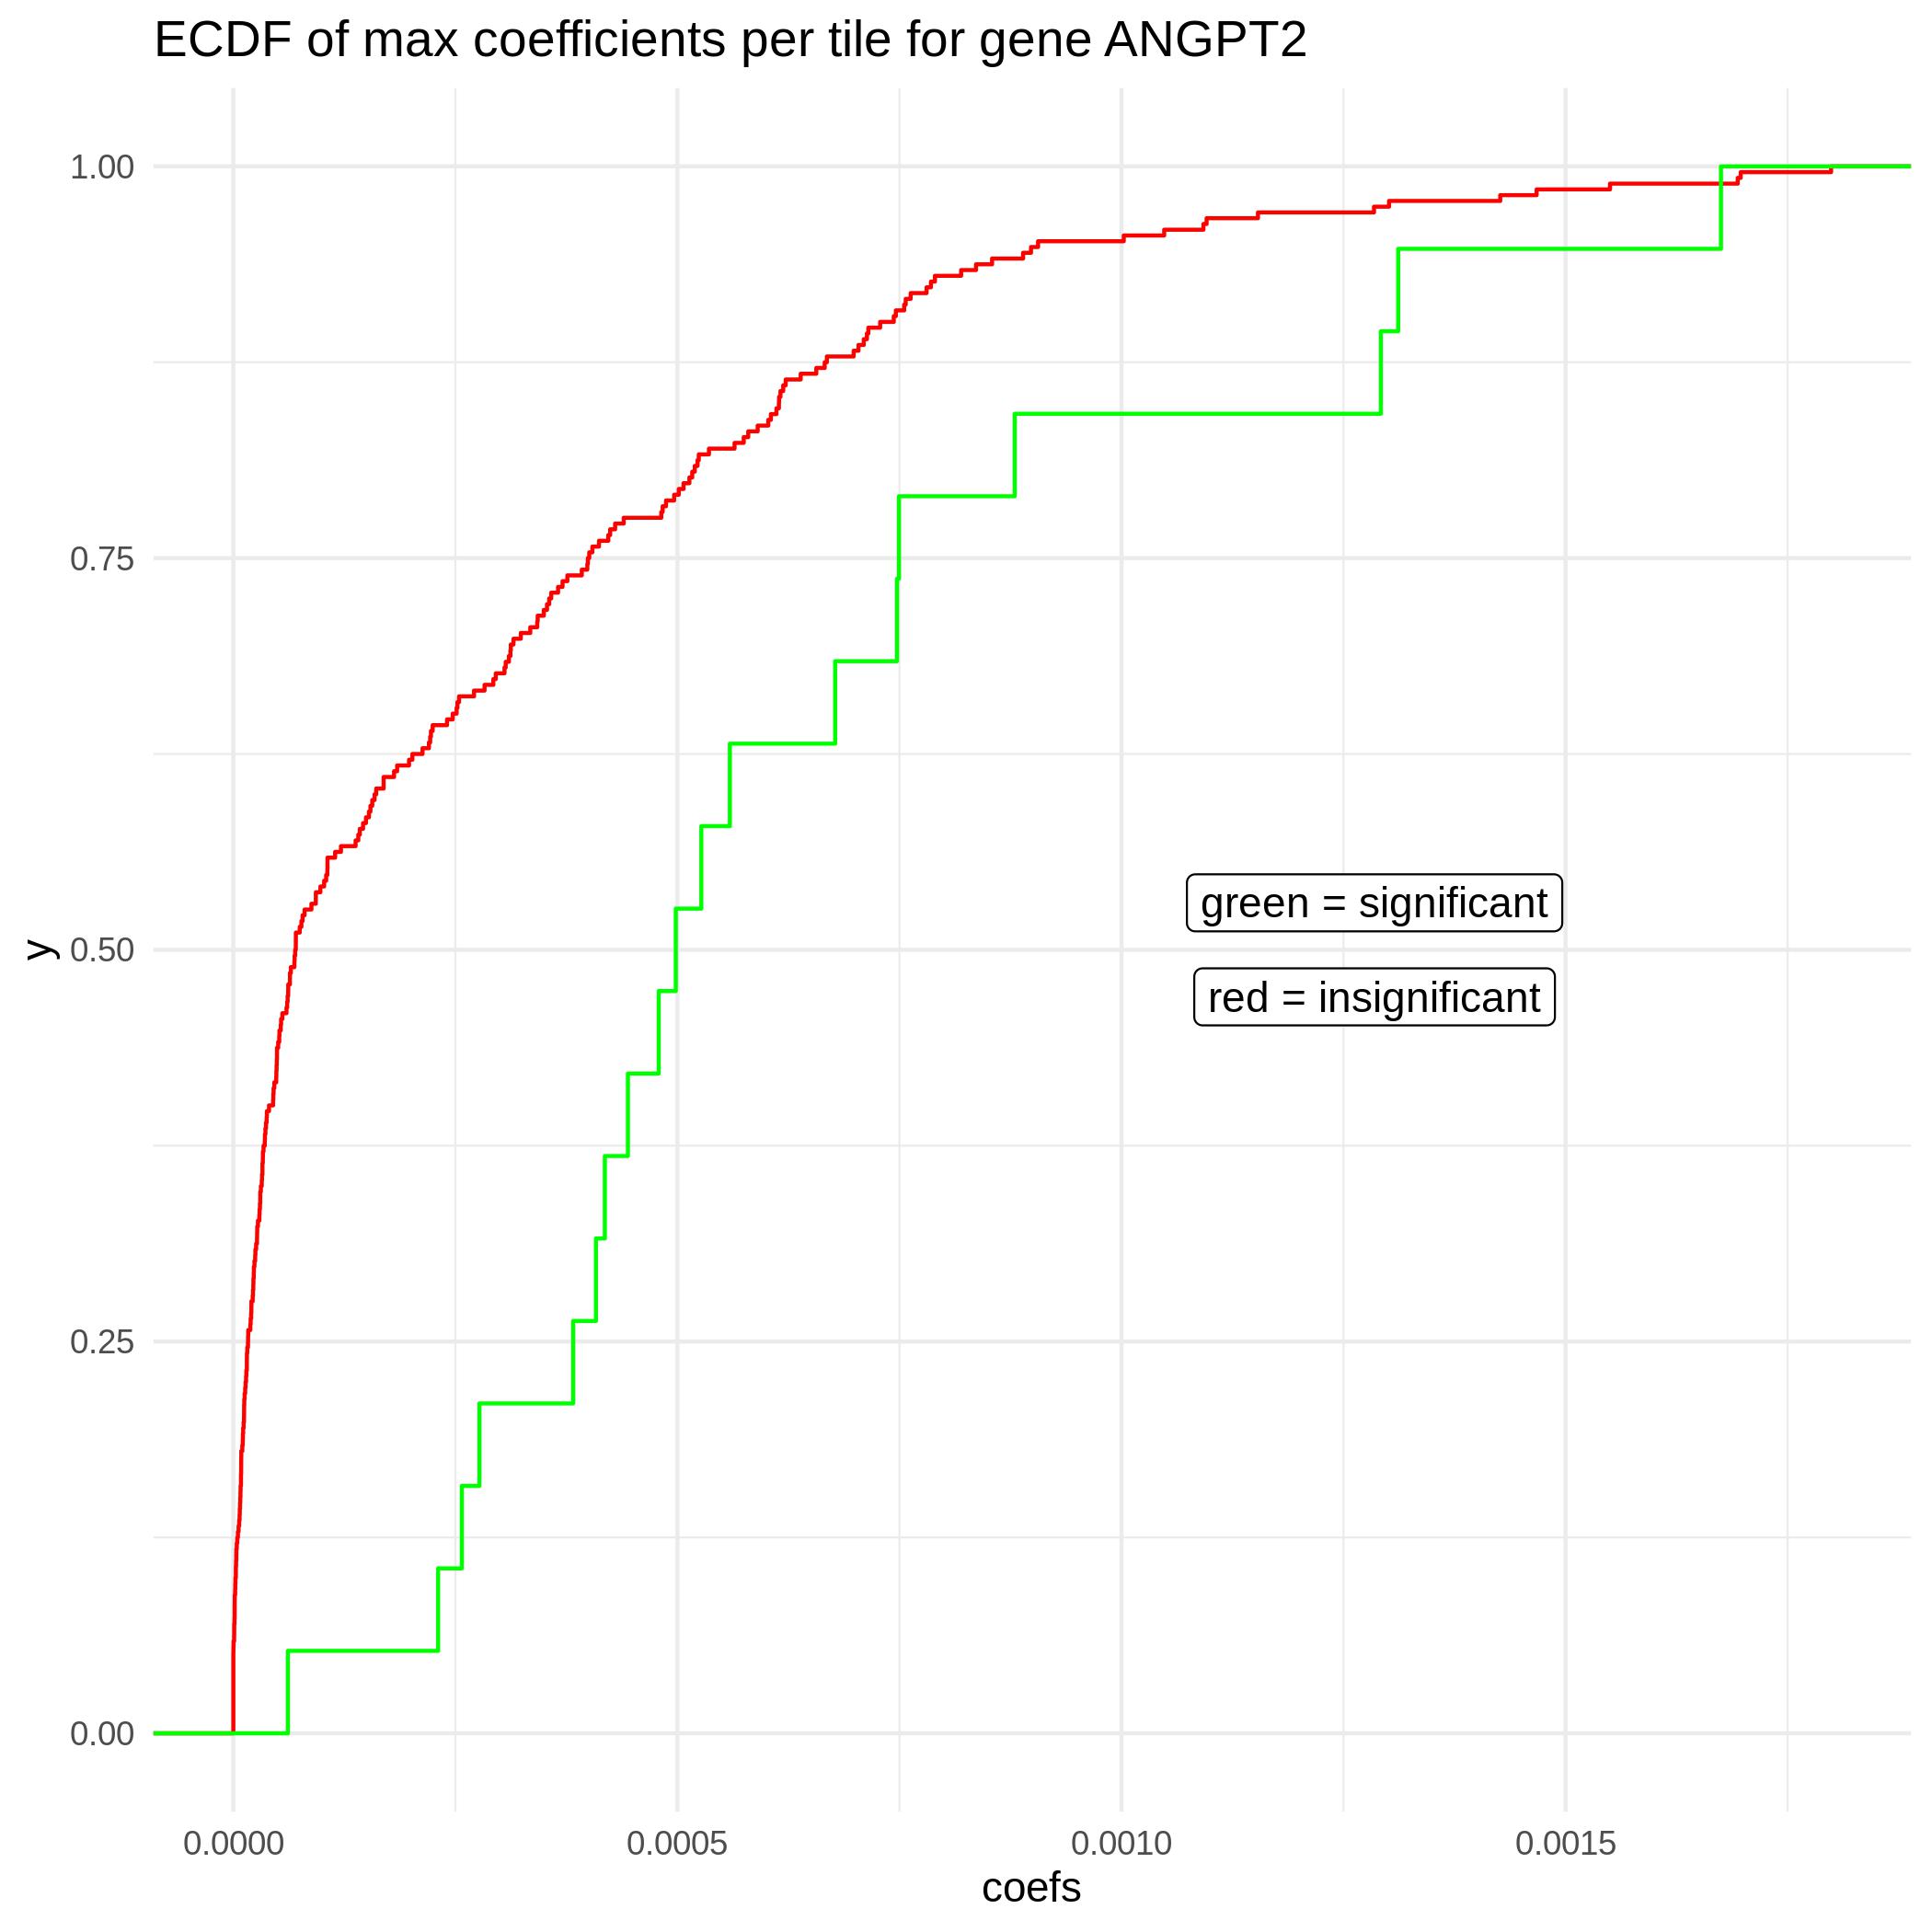 ECDF of max coefficients per tile for gene ANGPT2
1.00
0.75
0.50
0.25
0.00
y
green = significant
red = insignificant
0.0000
0.0005
0.0010
0.0015
coefs